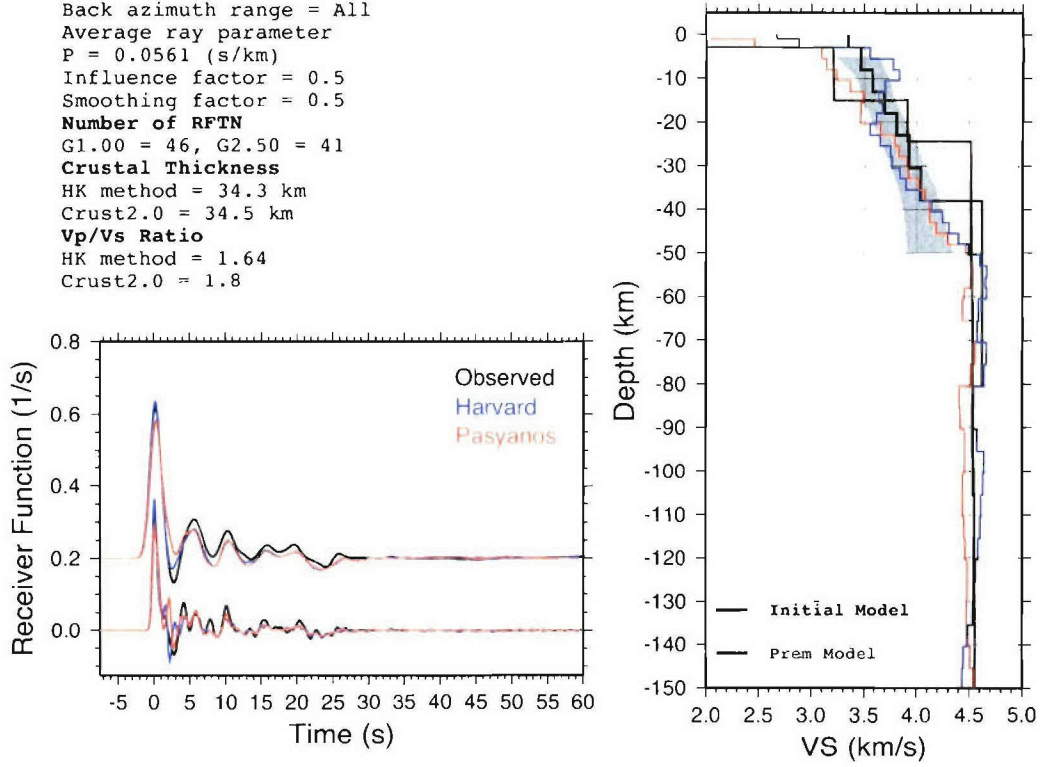 Back azimuth range = All
Average ray parameter
P = 0.0561 (s/km)
Influence factor = 0.5
Smoothing factor = 0.5
Number of RFTN
G1.00 = 46, G2.50 = 41
Crustal Thickness
HK method = 34.3 km
Crust2.0 = 34.5 km
Vp/Vs Ratio
HK method = 1.64
Crust2.0 = 1.8
Receiver Function (1/s)
0.8
0.6
0.4
0.2
0.0
Observed
Harvard
Pasyanos
-5 0 5 10 15 20 25 30 35 40 45 50 55 60
Time (s)
Depth (km)
0
-10
-20
-30
-40
-50
-60
-70
-80
-90
-100
-110
-120
-130
-140
-150
Initial Model
Prem Model
2.0 2.5 3.0 3.5 4.0 4.5 5.0
VS (km/s)